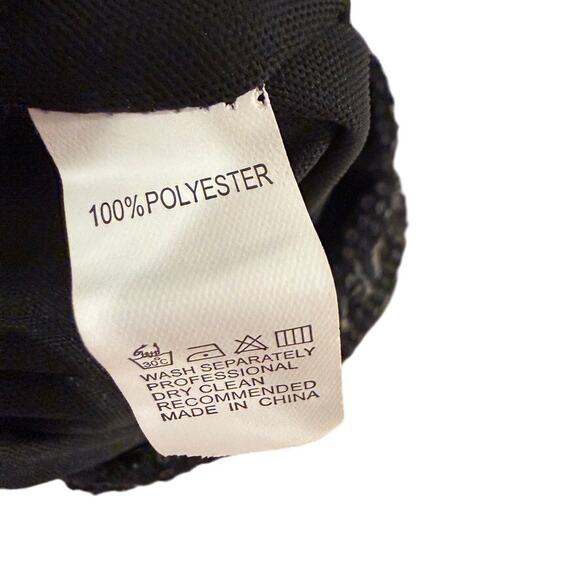 100%POLYESTER
30°C
WASH SEPARATELY
PROFESSIONAL
DRY CLEAN
RECOMMENDED
MADE IN CHINA